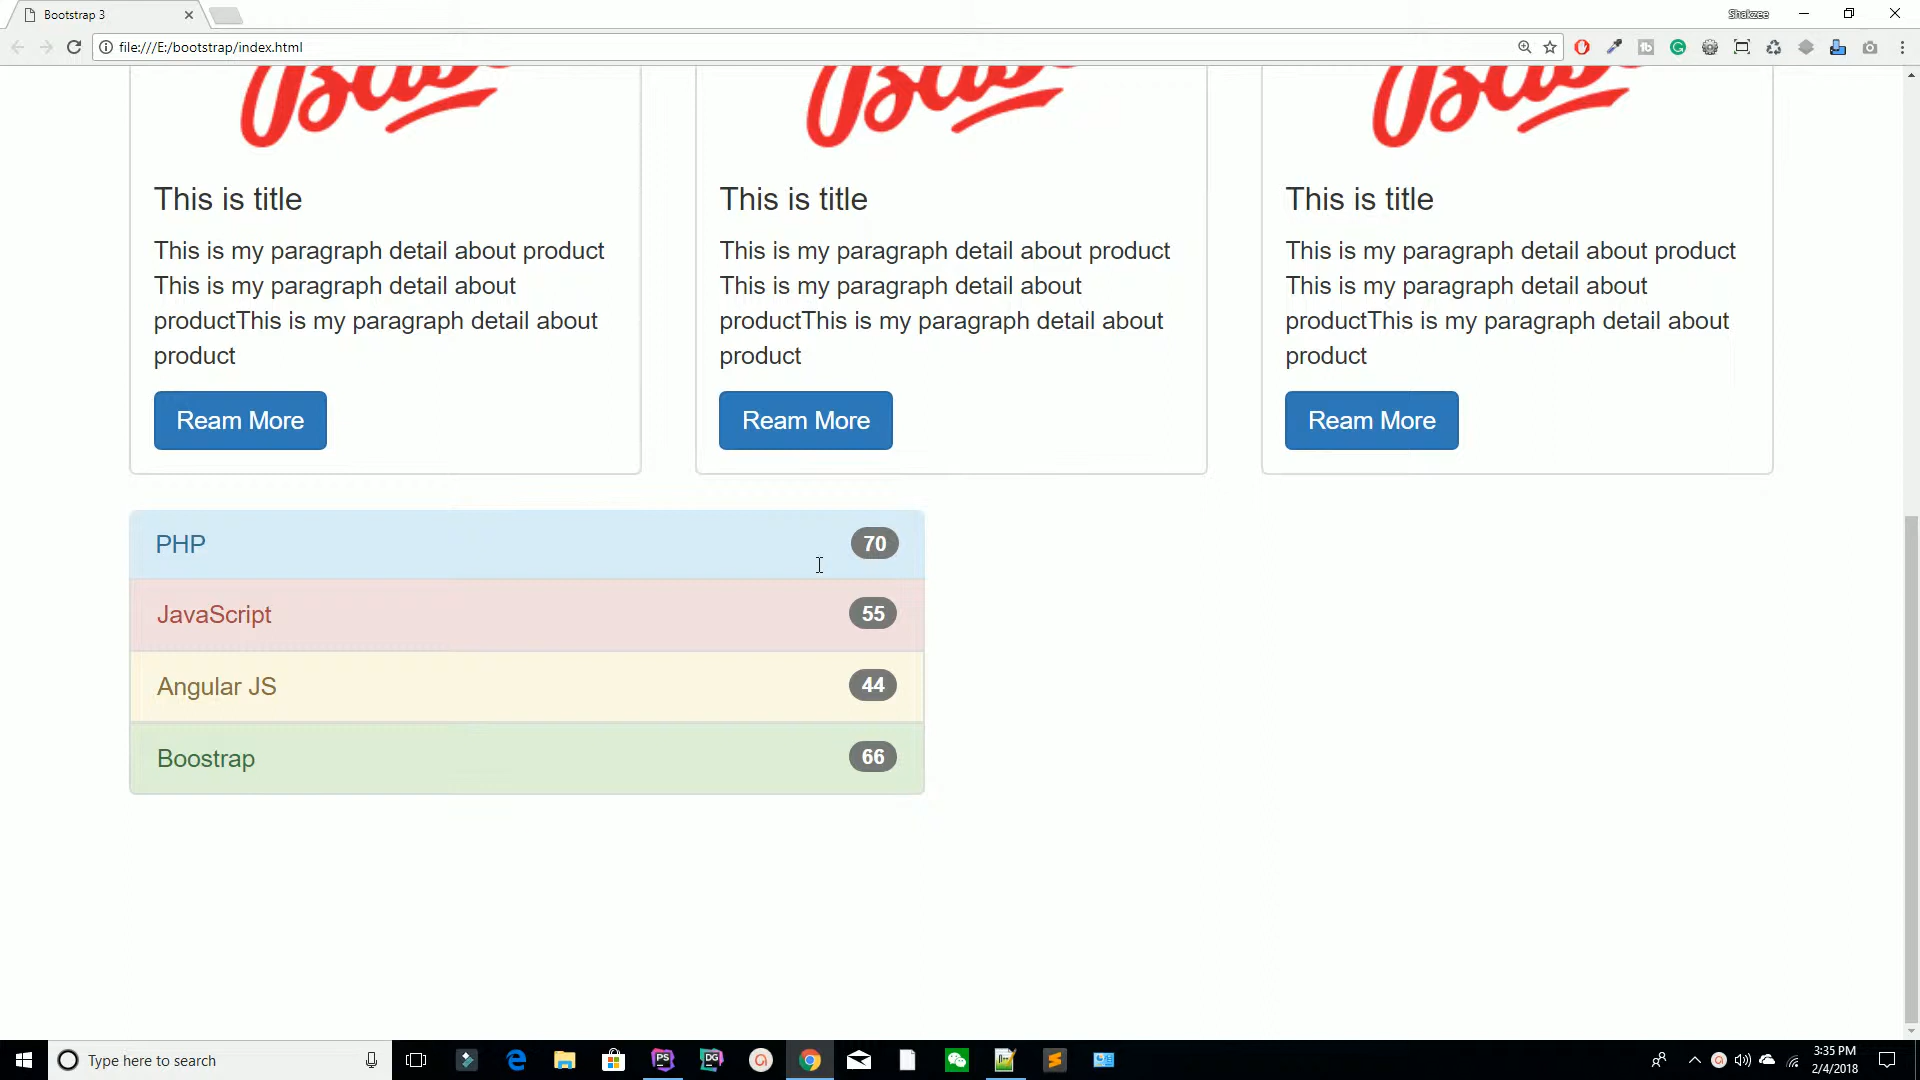 Bootstrap 3
Shakzee
file:///E:/bootstrap/index.html
This is title
This is my paragraph detail about product
This is my paragraph detail about
productThis is my paragraph detail about
product
Ream More
This is title
This is my paragraph detail about product
This is my paragraph detail about
productThis is my paragraph detail about
product
Ream More
This is title
This is my paragraph detail about product
This is my paragraph detail about
productThis is my paragraph detail about
product
Ream More
PHP 70
JavaScript 55
Angular JS 44
Boostrap 66
Type here to search
PS
DG
3:35 PM
2/4/2018